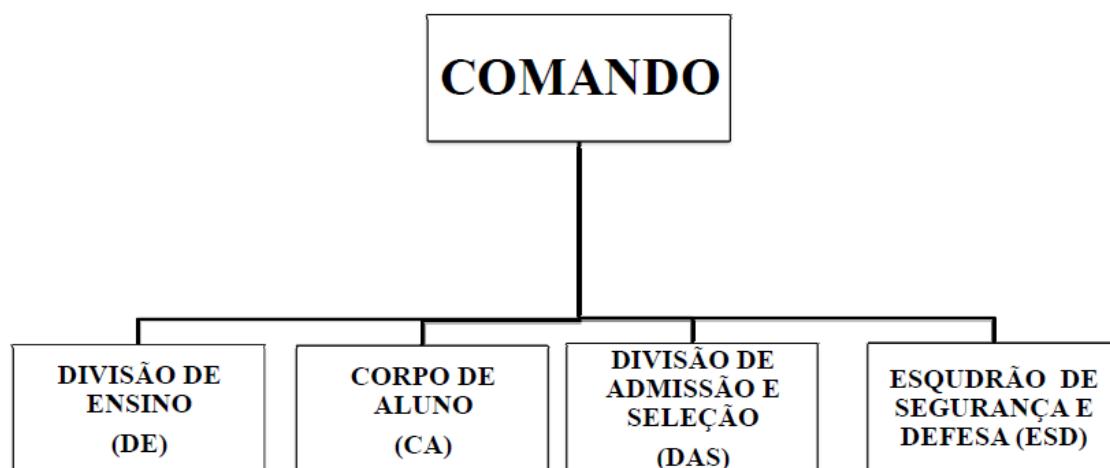 COMANDO
DIVISÃO DE
ENSINO
(DE)
CORPO DE
ALUNO
(CA)
DIVISÃO DE
ADMISSÃO E
SELEÇÃO
(DAS)
ESQUDRÃO DE
SEGURANÇA E
DEFESA (ESD)